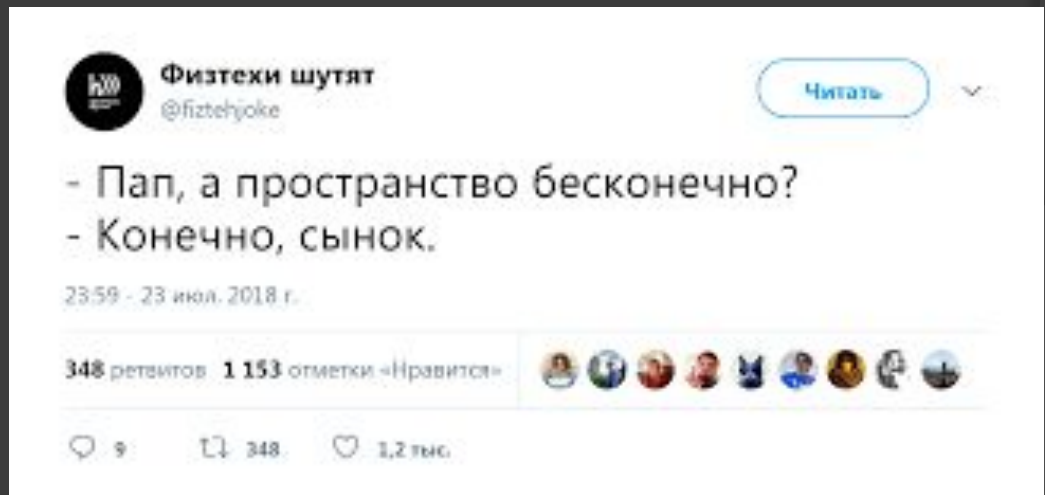 Физтехи шутят
@fiztehjoke
Читать
- Пап, а пространство бесконечно?
- Конечно, сынок.
23:59 - 23 июл. 2018 г.
348 ретвитов 1 153 отметки «Нравится»
9 348 1,2 тыс.